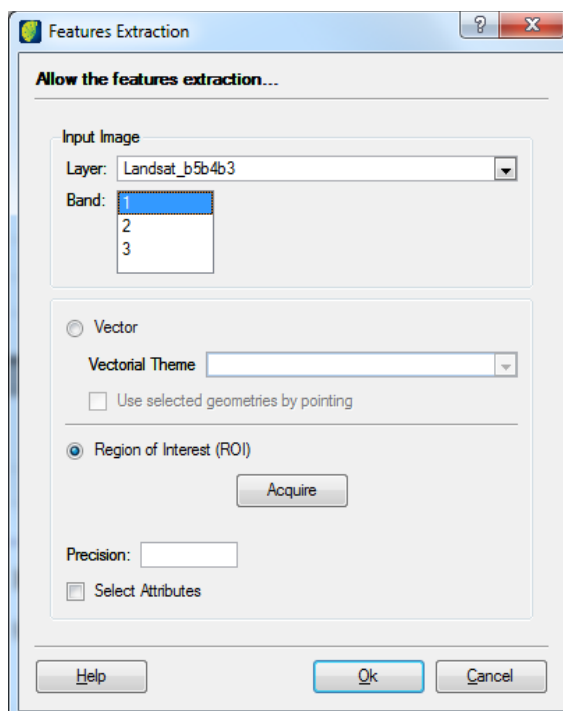 Features Extraction
?
X
Allow the features extraction...
Input Image
Layer: Landsat_b5b4b3
Band: 1
2
3
Vector
Vectorial Theme
Use selected geometries by pointing
Region of Interest (ROI)
Acquire
Precision:
Select Attributes
Help Ok Cancel